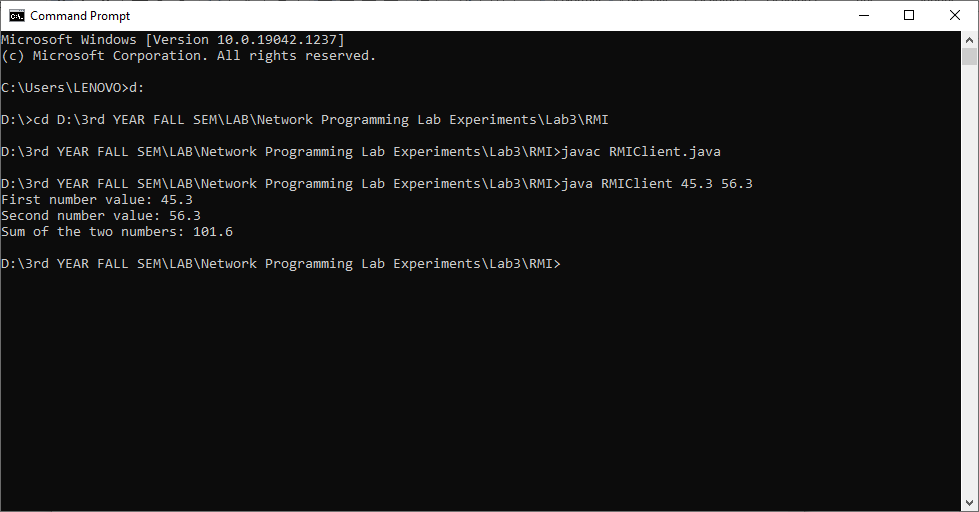 Command Prompt
Microsoft Windows [Version 10.0.19042.1237]
(c) Microsoft Corporation. All rights reserved.
C:\Users\LENOVO>d:
D:\>cd D:\3rd YEAR FALL SEM\LAB\Network Programming Lab Experiments\Lab3\RMI
D:\3rd YEAR FALL SEM\LAB\Network Programming Lab Experiments\Lab3\RMI>javac RMIClient.java
D:\3rd YEAR FALL SEM\LAB\Network Programming Lab Experiments\Lab3\RMI>java RMIClient 45.3 56.3
First number value: 45.3
Second number value: 56.3
Sum of the two numbers: 101.6
D:\3rd YEAR FALL SEM\LAB\Network Programming Lab Experiments\Lab3\RMI>